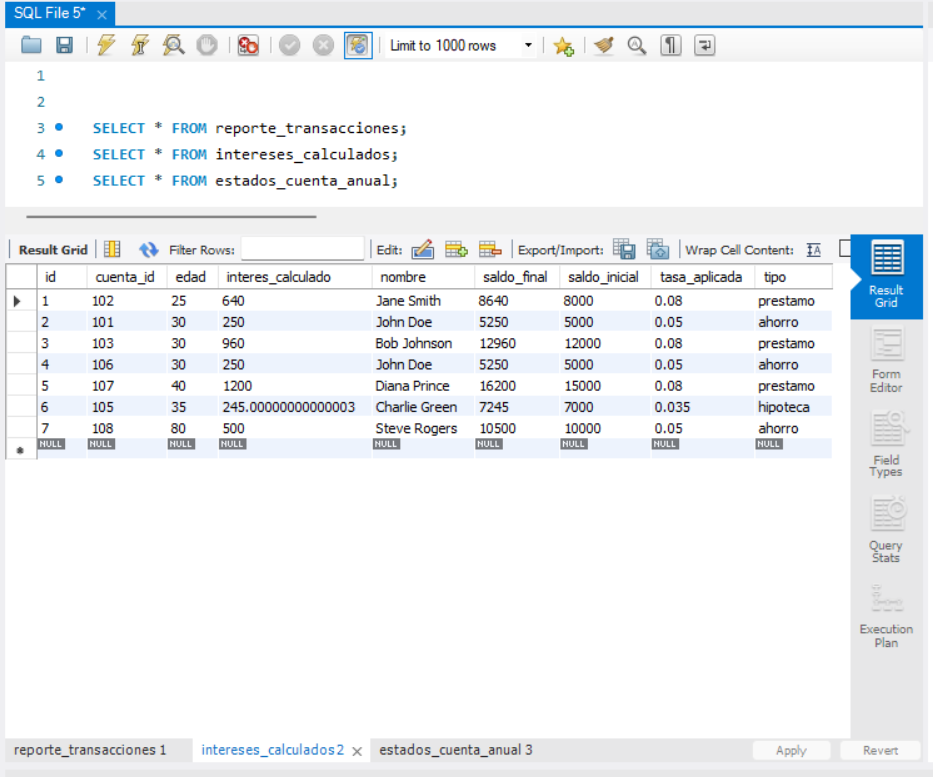 SQL File 5* ×
Limit to 1000 rows
1
2
3 SELECT * FROM reporte_transacciones;
4 SELECT * FROM intereses_calculados;
5 SELECT * FROM estados_cuenta_anual;
Result Grid Filter Rows: Edit: Export/Import: Wrap Cell Content: IA
id cuenta_id edad interes_calculado nombre saldo_final saldo_inicial tasa_aplicada tipo
1 102 25 640 Jane Smith 8640 8000 0.08 prestamo
2 101 30 250 John Doe 5250 5000 0.05 ahorro
3 103 30 960 Bob Johnson 12960 12000 0.08 prestamo
4 106 30 250 John Doe 5250 5000 0.05 ahorro
5 107 40 1200 Diana Prince 16200 15000 0.08 prestamo
6 105 35 245.00000000000003 Charlie Green 7245 7000 0.035 hipoteca
7 108 80 500 Steve Rogers 10500 10000 0.05 ahorro
NULL NULL NULL NULL NULL NULL NULL NULL NULL
Result
Grid
Form
Editor
Field
Types
Query
Stats
Execution
Plan
reporte_transacciones 1 intereses_calculados 2 × estados_cuenta_anual 3 Apply Revert